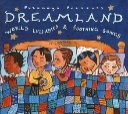 Putumayo Presents
DREAMLAND
WORLD LULLABIES & SOOTHING SONGS